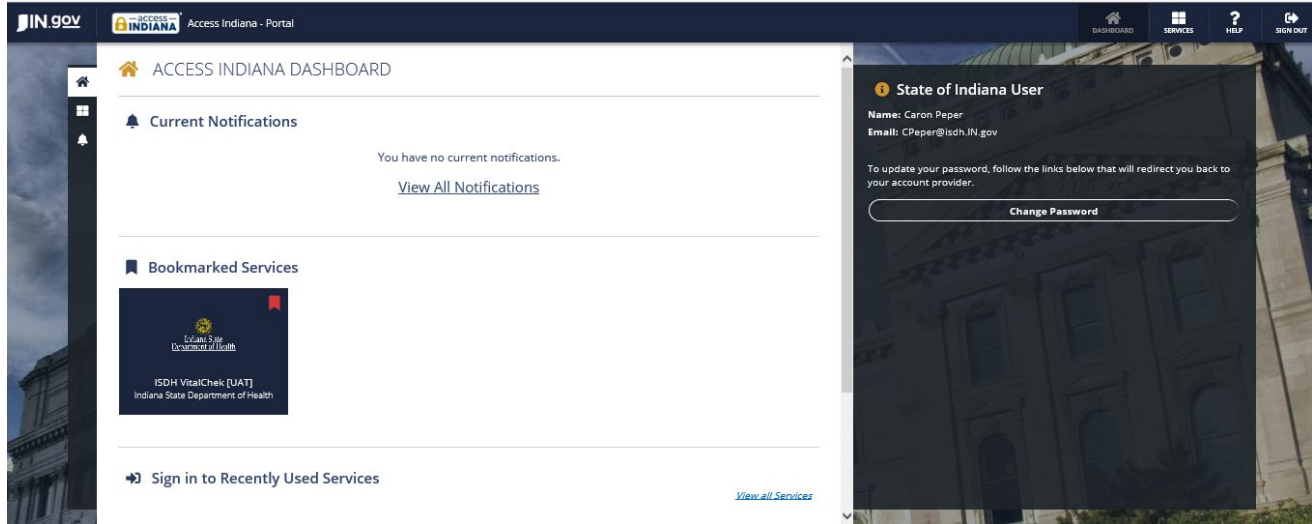 IN.gov
access
INDIANA
Access Indiana - Portal
DASHBOARD
SERVICES
?
HELP
SIGN OUT
ACCESS INDIANA DASHBOARD
Current Notifications
You have no current notifications.
View All Notifications
Bookmarked Services
Indiana State
Department of Health
ISDH VitalChek [UAT]
Indiana State Department of Health
Sign in to Recently Used Services
View all Services
State of Indiana User
Name: Caron Peper
Email: CPeper@isdh.IN.gov
To update your password, follow the links below that will redirect you back to
your account provider.
Change Password